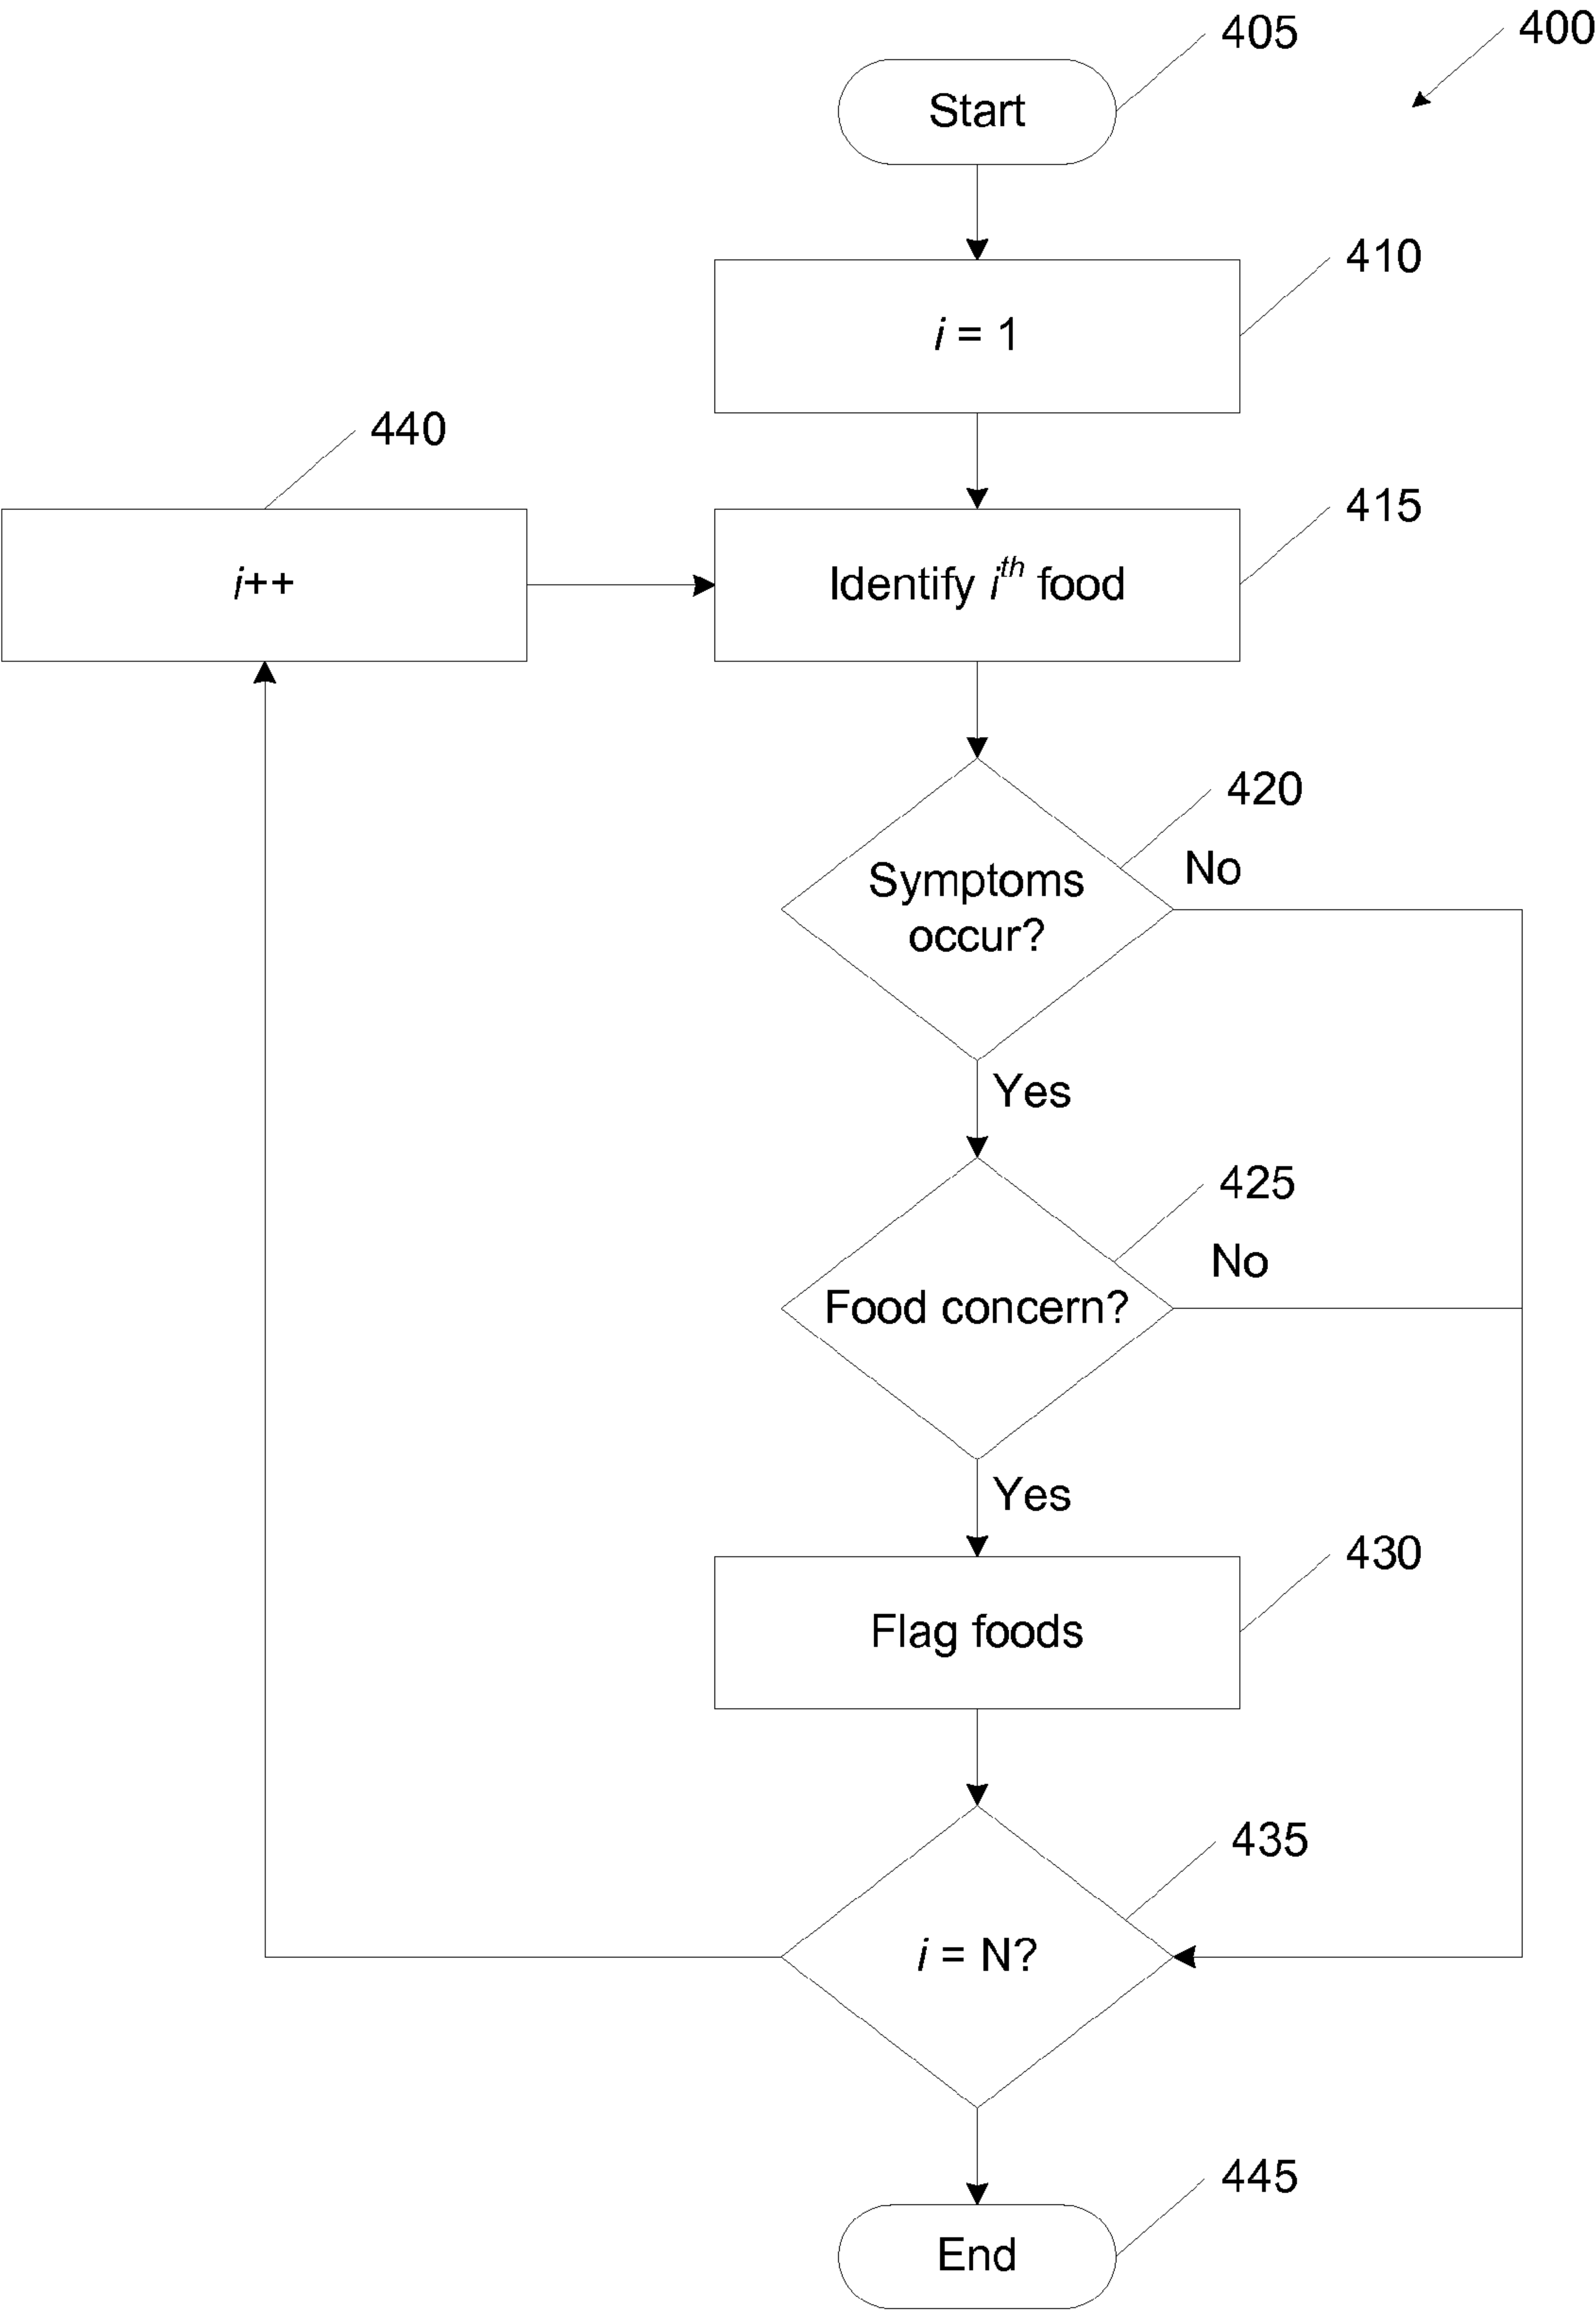 405
400
Start
410
i = 1
440
415
i++
Identify i^th food
420
No
Symptoms
occur?
Yes
425
No
Food concern?
Yes
430
Flag foods
435
i = N?
445
End